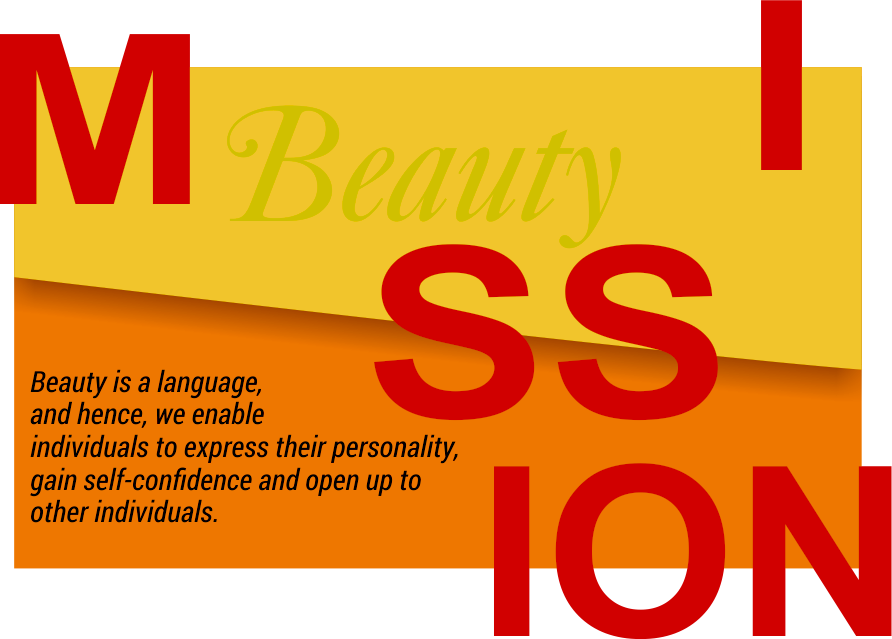 M I
Beauty
SS
Beauty is a language,
and hence, we enable
individuals to express their personality,
gain self-confidence and open up to
other individuals.
ION